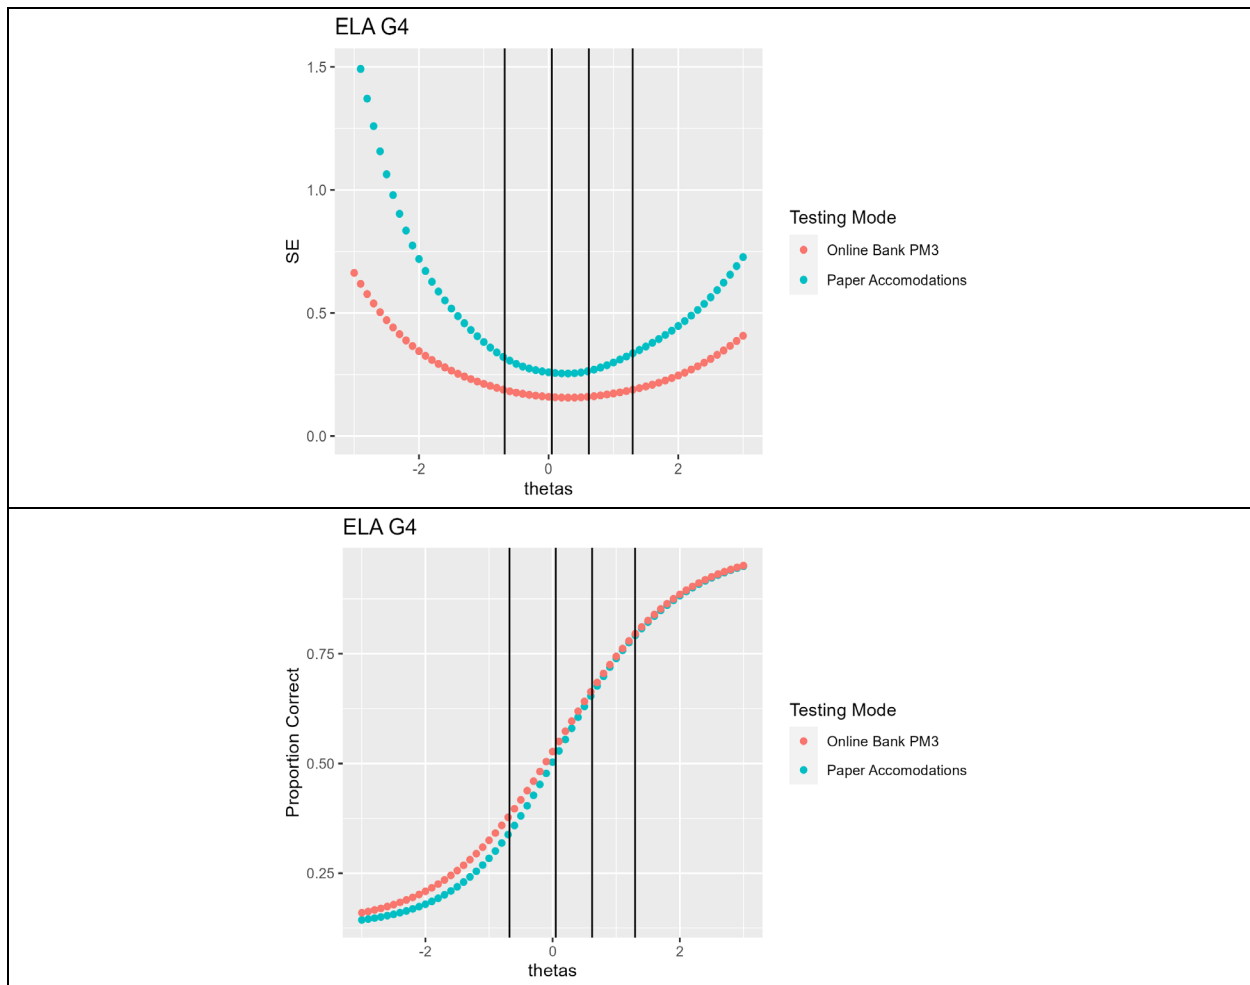 ELA G4
1.5
1.0
0.5
0.0
SE
-2 0 2
thetas
Testing Mode
Online Bank PM3
Paper Accomodations
ELA G4
0.75
0.50
0.25
Proportion Correct
-2 0 2
thetas
Testing Mode
Online Bank PM3
Paper Accomodations